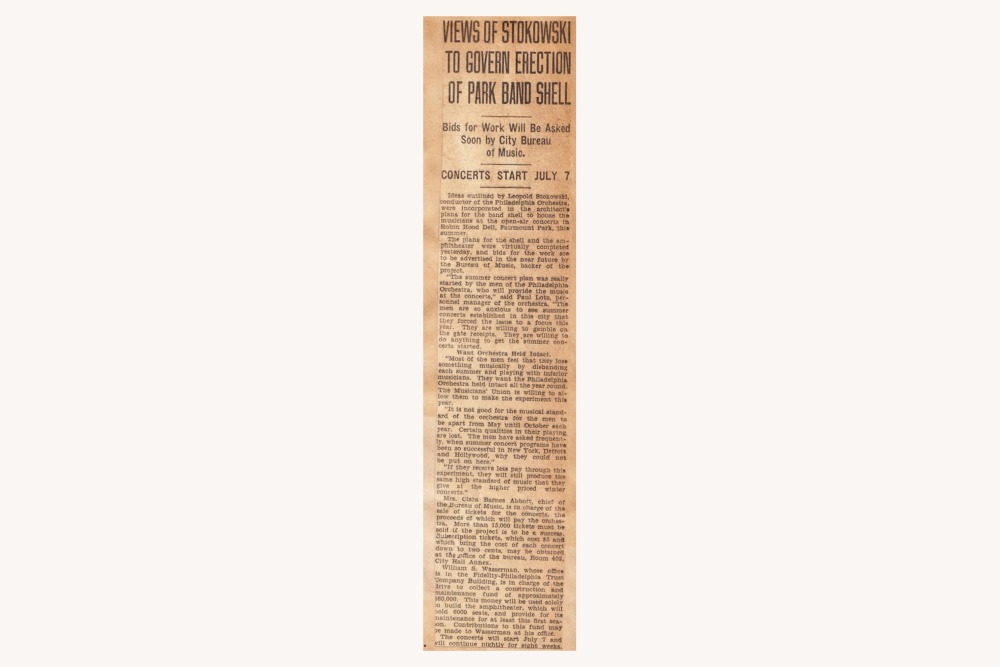 VIEWS OF STOKOWSKI
TO GOVERN ERECTION
OF PARK BAND SHELL
Bids for Work Will Be Asked
Soon by City Bureau
of Music.
CONCERTS START JULY 7
Ideas outlined by Leopold Stokowski,
conductor of the Philadelphia Orchestra,
were incorporated in the architect's
plans for the band shell to house the
musicians at the open-air concerts in
Robin Hood Dell, Fairmount Park, this
summer.
The plans for the shell and the am-
phitheater were virtually completed
yesterday, and bids for the work are
to be advertised in the near future by
the Bureau of Music, backer of the
project.
"The summer concert plan was really
started by the men of the Philadelphia
Orchestra, who will provide the music
at the concerts," said Paul Lotz, per-
sonnel manager of the orchestra. "The
men are so anxious to see summer
concerts established in this city that
they forced the issue to a focus this
year. They are willing to gamble on
the gate receipts. They are willing to
do anything to get the summer con-
certs started.
Want Orchestra Held Intact.
"Most of the men feel that they lose
something musically by disbanding
each summer and playing with inferior
musicians. They want the Philadelphia
Orchestra held intact all the year round.
The Musicians' Union is willing to al-
low them to make the experiment this
year.
"It is not good for the musical stand-
ard of the orchestra for the men to
be apart from May until October each
year. Certain qualities in their playing
are lost. The men have asked frequent-
ly, when summer concert programs have
been so successful in New York, Detroit
and Hollywood, why they could not
be put on here."
"If they receive less pay through this
experiment, they will still produce the
same high standard of music that they
give at the higher priced winter
concerts."
Mrs. Clara Barnes Abbott, chief of
the Bureau of Music, is in charge of the
sale of tickets for the concerts, the
proceeds of which will pay the orches-
tra. More than 15,000 tickets must be
sold if the project is to be a success.
Subscription tickets, which cost $5 and
which bring the cost of each concert
down to two cents, may be obtained
at the office of the bureau, Room
City Hall Annex.
William S. Wasserman, whose office
is in the Fidelity-Philadelphia Trust
Company Building, is in charge of the
drive to collect a construction and
maintenance fund of approximately
This money will be used solely
to build the amphitheater, which will
hold 6000 seats, and provide for its
maintenance for at least this first sea-
son. Contributions to this fund may
be made to Wasserman at his office.
The concerts will start July 7 and
will continue nightly for eight weeks.